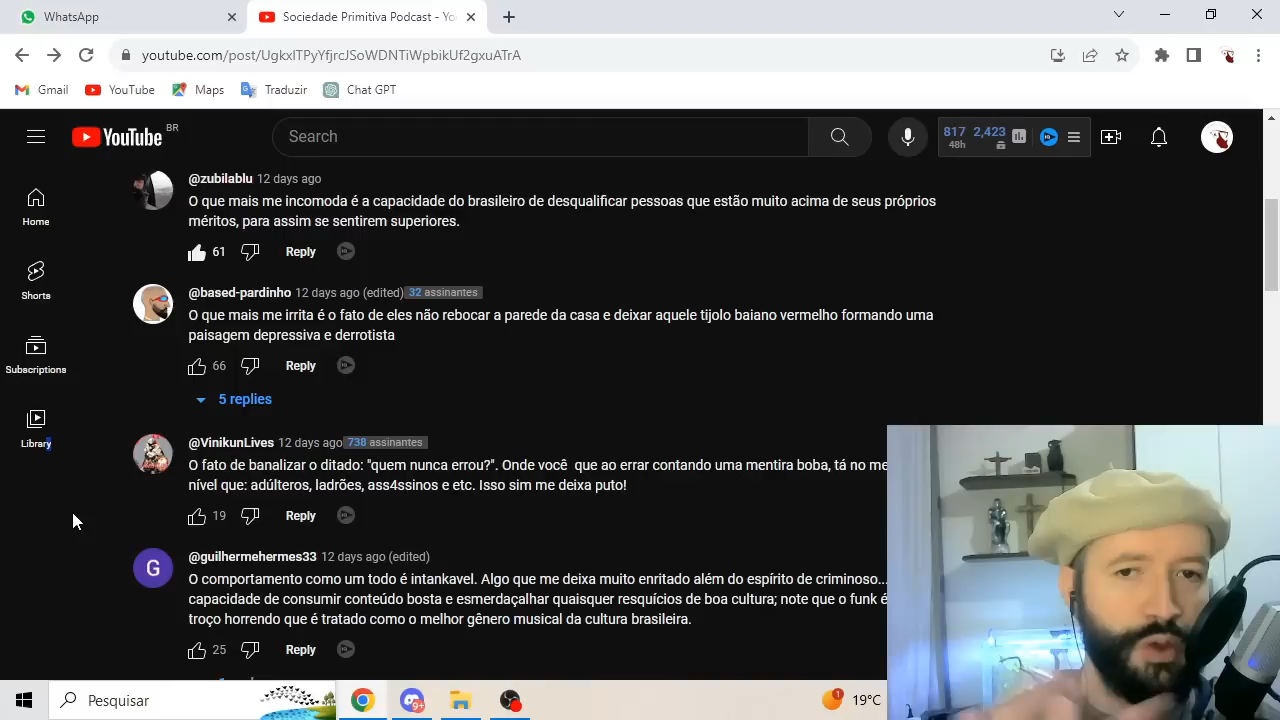 WhatsApp
Sociedade Primitiva Podcast - Yo
youtube.com/post/UgkxlTPyYfjrcJSoWDNTiWpbikUf2gxuATrA
Gmail
YouTube
Maps
Traduzir
Chat GPT
YouTube BR
Search
817 2,423
48h
Home
Shorts
Subscriptions
Library
@zubilablu 12 days ago
O que mais me incomoda é a capacidade do brasileiro de desqualificar pessoas que estão muito acima de seus próprios
méritos, para assim se sentirem superiores.
61 Reply
@based-pardinho 12 days ago (edited) 32 assinantes
O que mais me irrita é o fato de eles não rebocar a parede da casa e deixar aquele tijolo baiano vermelho formando uma
paisagem depressiva e derrotista
66 Reply
5 replies
@VinikunLives 12 days ago 738 assinantes
O fato de banalizar o ditado: "quem nunca errou?". Onde você que ao errar contando uma mentira boba, tá no me
nível que: adúlteros, ladrões, ass4ssinos e etc. Isso sim me deixa puto!
19 Reply
G
@guilhermehermes33 12 days ago (edited)
O comportamento como um todo é intankavel. Algo que me deixa muito enritado além do espírito de criminoso...
capacidade de consumir conteúdo bosta e esmerdaçalhar quaisquer resquícios de boa cultura; note que o funk é
troço horrendo que é tratado como o melhor gênero musical da cultura brasileira.
25 Reply
Pesquisar
9+
1
19°C